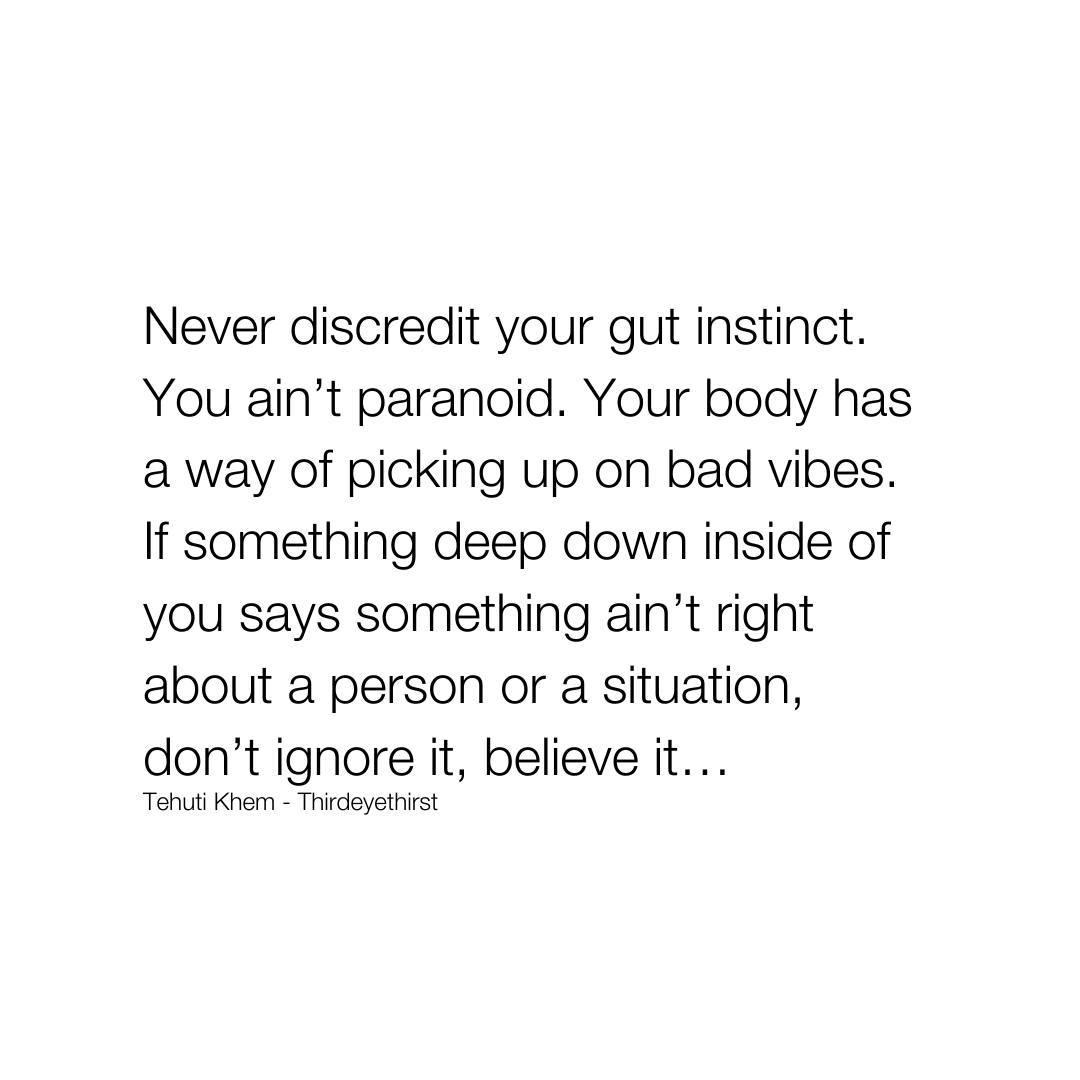 Never discredit your gut instinct.
You ain’t paranoid. Your body has
a way of picking up on bad vibes.
If something deep down inside of
you says something ain’t right
about a person or a situation,
don’t ignore it, believe it…
Tehuti Khem - Thirdeyethirst